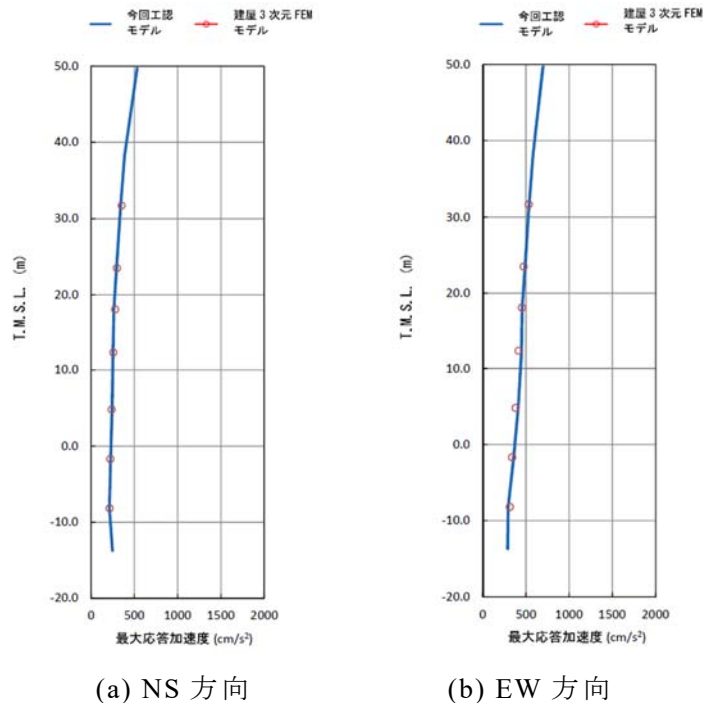 今回工認
モデル
建屋３次元 FEM
モデル
50.0
40.0
30.0
20.0
10.0
0.0
-10.0
-20.0
T.M.S.L. (m)
0 500 1000 1500 2000
最大応答加速度 (cm/s²)
(a) NS 方向
今回工認
モデル
建屋３次元 FEM
モデル
50.0
40.0
30.0
20.0
10.0
0.0
-10.0
-20.0
T.M.S.L. (m)
0 500 1000 1500 2000
最大応答加速度 (cm/s²)
(b) EW 方向